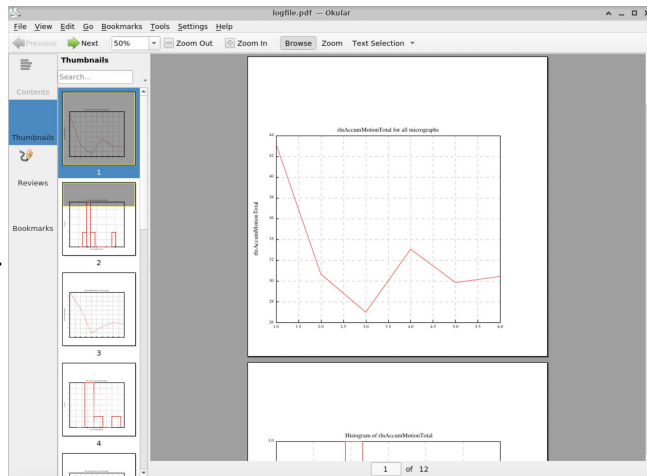 logfile.pdf — Okular
File View Edit Go Bookmarks Tools Settings Help
Previous Next 50% Zoom Out Zoom In Browse Zoom Text Selection
Contents
Thumbnails
Reviews
Bookmarks
Thumbnails
Search...
1
2
3
4
rlnAccumMotionTotal for all micrographs
rlnAccumMotionTotal
44
42
40
38
36
34
32
30
28
26
1.0 1.5 2.0 2.5 3.0 3.5 4.0 4.5 5.0 5.5 6.0
Histogram of rlnAccumMotionTotal
3.0
1 of 12